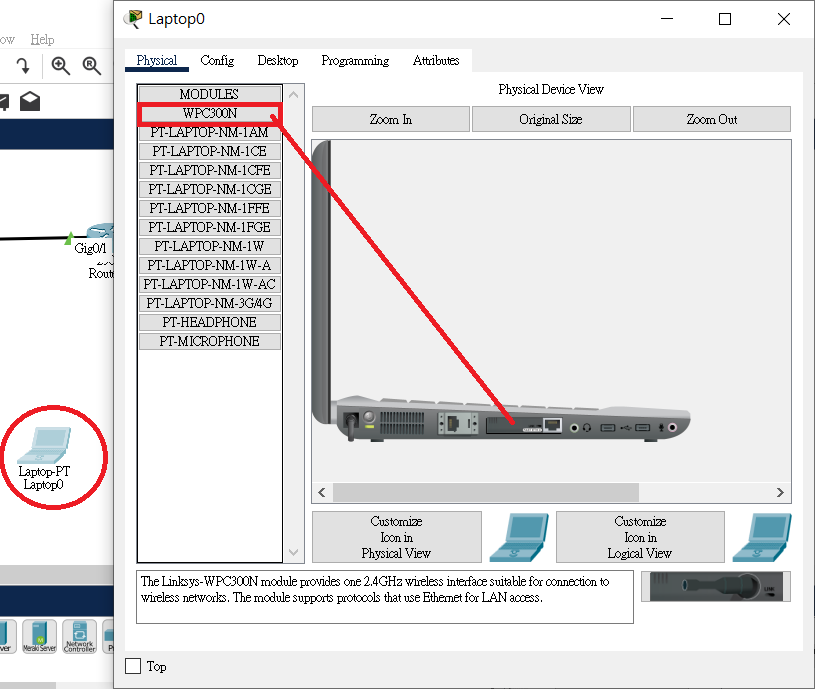 Laptop0
ow Help
Physical Config Desktop Programming Attributes
MODULES
WPC300N
PT-LAPTOP-NM-1AM
PT-LAPTOP-NM-1CE
PT-LAPTOP-NM-1CFE
PT-LAPTOP-NM-1CGE
PT-LAPTOP-NM-1FFE
PT-LAPTOP-NM-1FGE
PT-LAPTOP-NM-1W
PT-LAPTOP-NM-1W-A
PT-LAPTOP-NM-1W-AC
PT-LAPTOP-NM-3G/4G
PT-HEADPHONE
PT-MICROPHONE
Physical Device View
Zoom In Original Size Zoom Out
Gig0/1
Rout
Laptop-PT
Laptop0
Customize
Icon in
Physical View
Customize
Icon in
Logical View
The Linksys-WPC300N module provides one 2.4GHz wireless interface suitable for connection to
wireless networks. The module supports protocols that use Ethernet for LAN access.
LINK
ver
Meraki Server
Network
Controller
Top